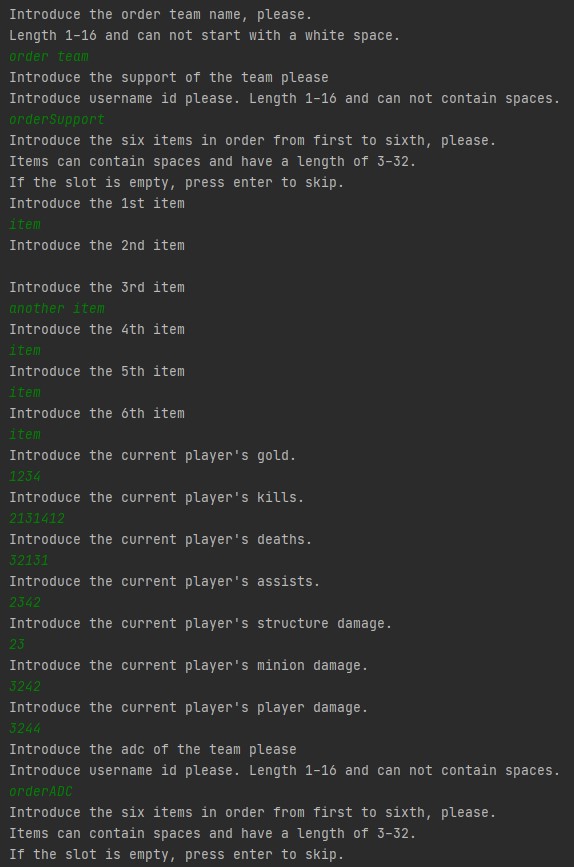 Introduce the order team name, please.
Length 1-16 and can not start with a white space.
order team
Introduce the support of the team please
Introduce username id please. Length 1-16 and can not contain spaces.
orderSupport
Introduce the six items in order from first to sixth, please.
Items can contain spaces and have a length of 3-32.
If the slot is empty, press enter to skip.
Introduce the 1st item
item
Introduce the 2nd item
Introduce the 3rd item
another item
Introduce the 4th item
item
Introduce the 5th item
item
Introduce the 6th item
item
Introduce the current player's gold.
1234
Introduce the current player's kills.
2131412
Introduce the current player's deaths.
32131
Introduce the current player's assists.
2342
Introduce the current player's structure damage.
23
Introduce the current player's minion damage.
3242
Introduce the current player's player damage.
3244
Introduce the adc of the team please
Introduce username id please. Length 1-16 and can not contain spaces.
orderADC
Introduce the six items in order from first to sixth, please.
Items can contain spaces and have a length of 3-32.
If the slot is empty, press enter to skip.